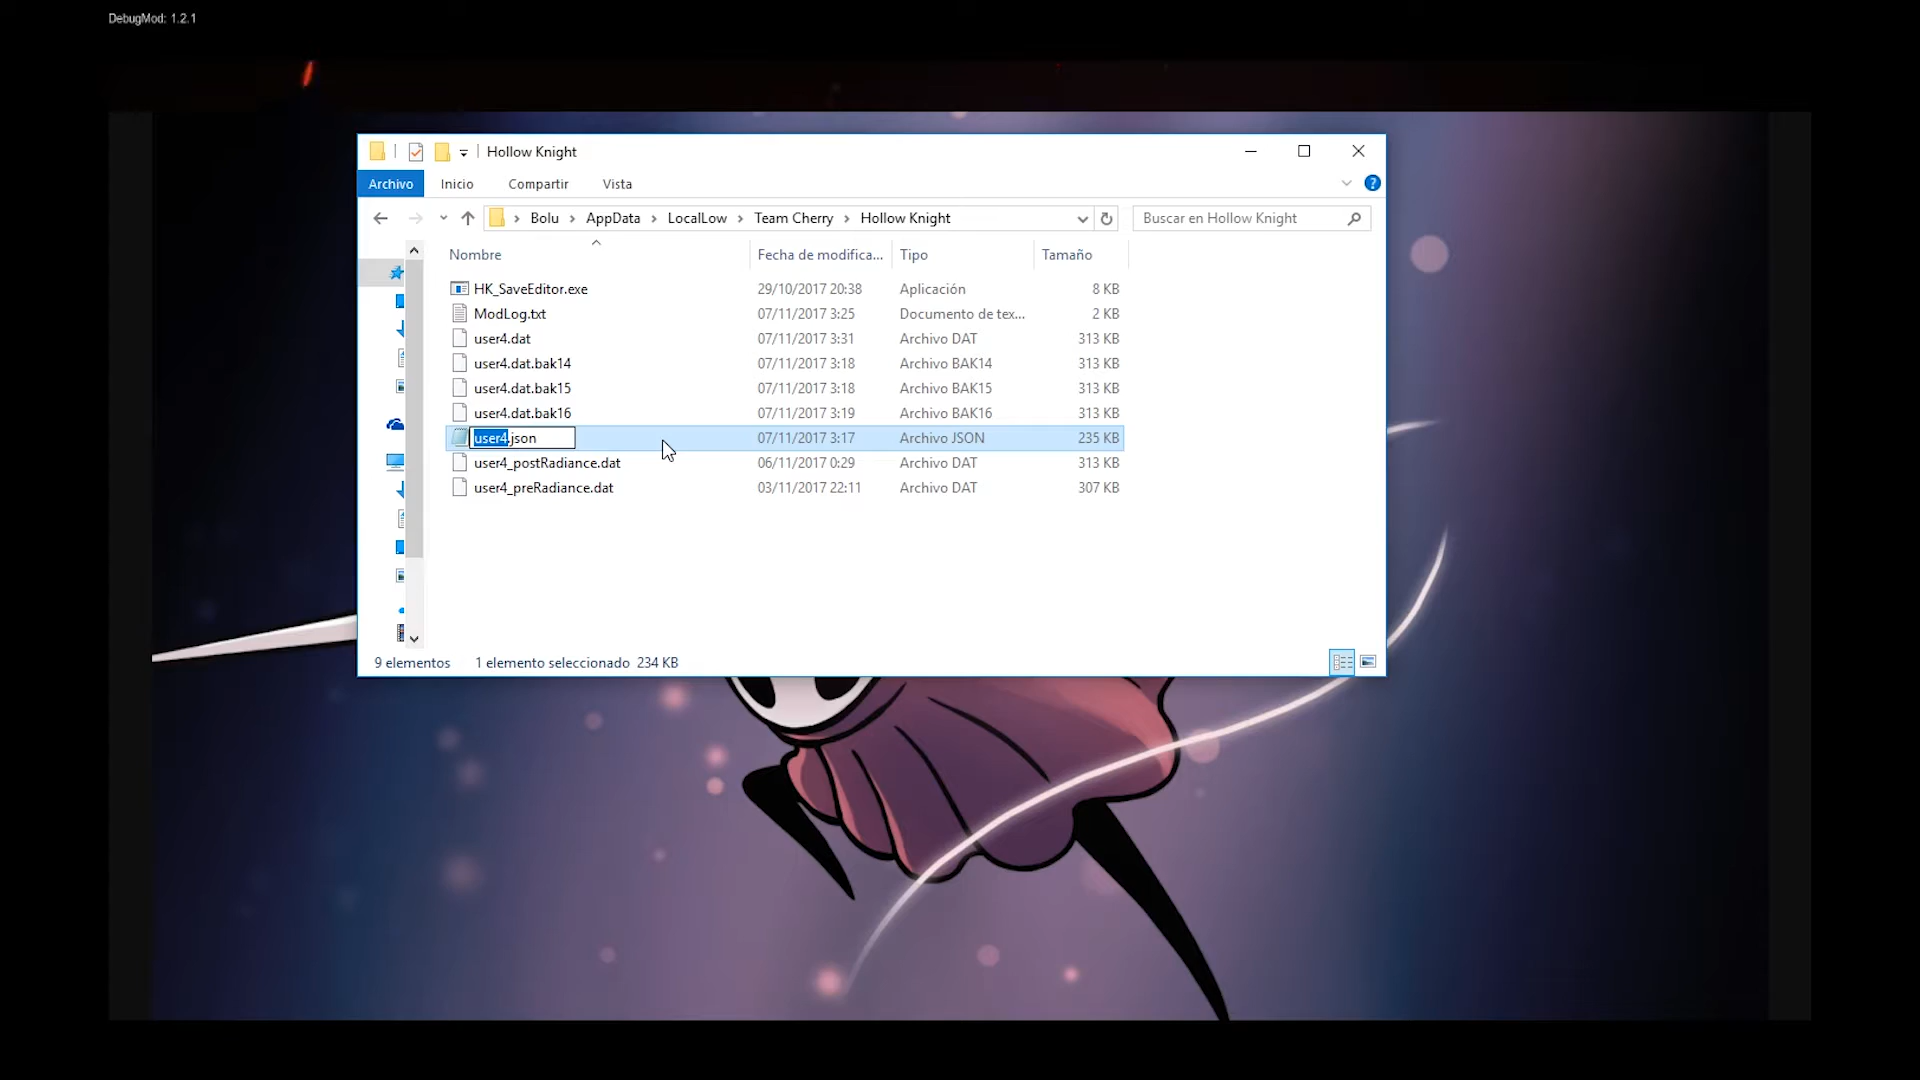 DebugMod: 1.2.1
Hollow Knight
Archivo Inicio Compartir Vista
Bolu AppData LocalLow Team Cherry Hollow Knight Buscar en Hollow Knight
Nombre Fecha de modifica... Tipo Tamaño
HK_SaveEditor.exe 29/10/2017 20:38 Aplicación 8 KB
ModLog.txt 07/11/2017 3:25 Documento de tex... 2 KB
user4.dat 07/11/2017 3:31 Archivo DAT 313 KB
user4.dat.bak14 07/11/2017 3:18 Archivo BAK14 313 KB
user4.dat.bak15 07/11/2017 3:18 Archivo BAK15 313 KB
user4.dat.bak16 07/11/2017 3:19 Archivo BAK16 313 KB
user4.json 07/11/2017 3:17 Archivo JSON 235 KB
user4_postRadiance.dat 06/11/2017 0:29 Archivo DAT 313 KB
user4_preRadiance.dat 03/11/2017 22:11 Archivo DAT 307 KB
9 elementos 1 elemento seleccionado 234 KB